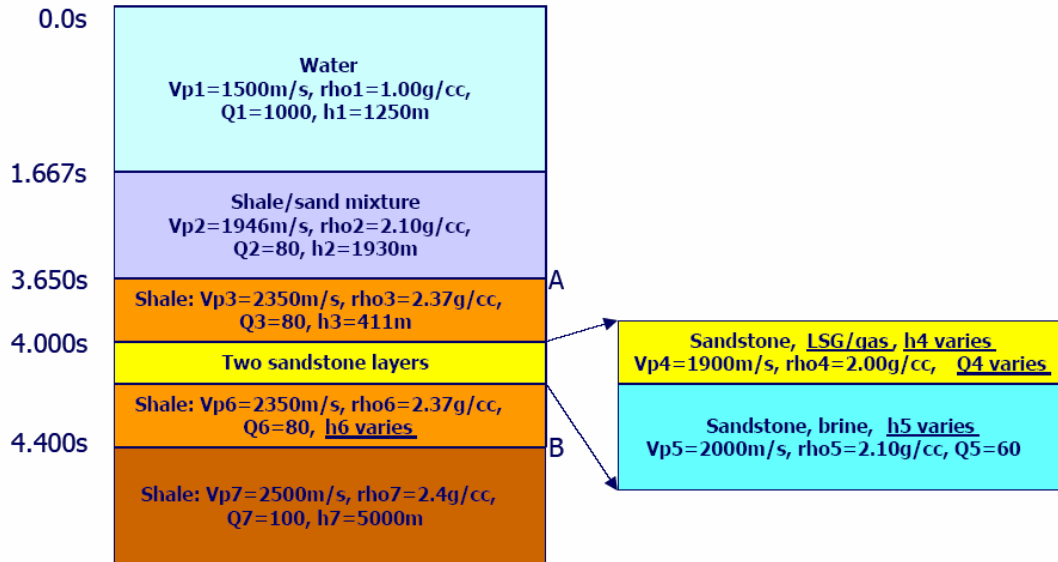 0.0s
Water
Vp1=1500m/s, rho1=1.00g/cc,
Q1=1000, h1=1250m
1.667s
Shale/sand mixture
Vp2=1946m/s, rho2=2.10g/cc,
Q2=80, h2=1930m
3.650s
A
Shale: Vp3=2350m/s, rho3=2.37g/cc,
Q3=80, h3=411m
4.000s
Two sandstone layers
Sandstone, LSG/gas, h4 varies
Vp4=1900m/s, rho4=2.00g/cc, Q4 varies
Shale: Vp6=2350m/s, rho6=2.37g/cc,
Q6=80, h6 varies
Sandstone, brine, h5 varies
Vp5=2000m/s, rho5=2.10g/cc, Q5=60
4.400s
B
Shale: Vp7=2500m/s, rho7=2.4g/cc,
Q7=100, h7=5000m